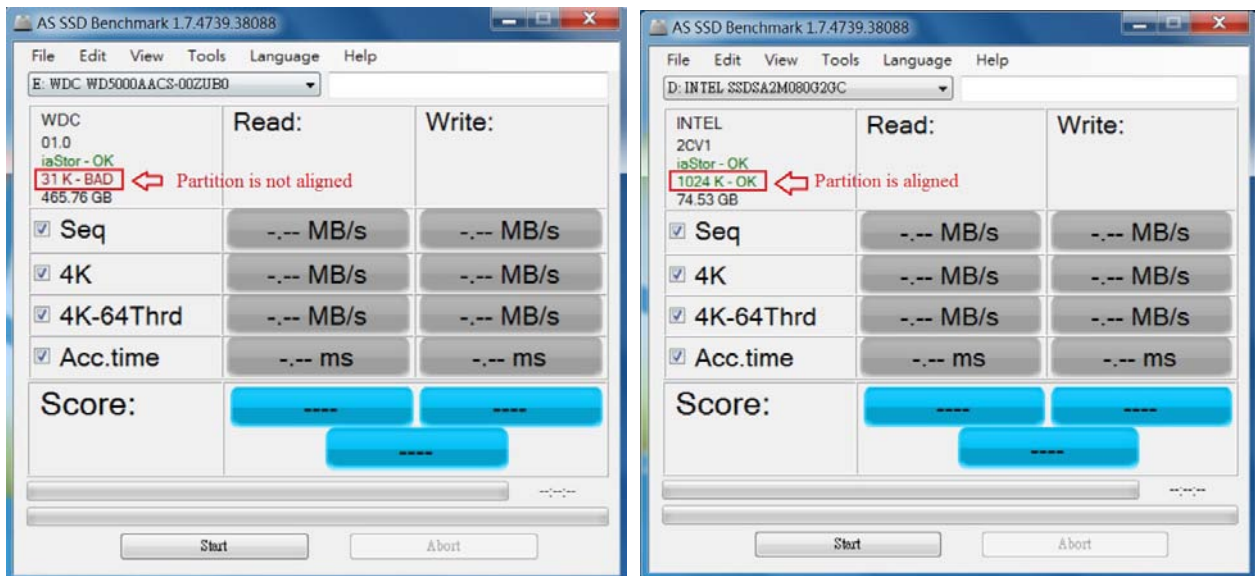 AS SSD Benchmark 1.7.4739.38088
File Edit View Tools Language Help
E: WDC WD5000AACS-00ZUB0
WDC
01.0
iaStor - OK
31 K - BAD
Partition is not aligned
465.76 GB
Read:
Write:
Seq
-.-- MB/s
-.-- MB/s
4K
-.-- MB/s
-.-- MB/s
4K-64Thrd
-.-- MB/s
-.-- MB/s
Acc.time
-.-- ms
-.-- ms
Score:
----
----
----
--:--:--
Start
Abort
AS SSD Benchmark 1.7.4739.38088
File Edit View Tools Language Help
D: INTEL SSDSA2M080G2GC
INTEL
2CV1
iaStor - OK
1024 K - OK
Partition is aligned
74.53 GB
Read:
Write:
Seq
-.-- MB/s
-.-- MB/s
4K
-.-- MB/s
-.-- MB/s
4K-64Thrd
-.-- MB/s
-.-- MB/s
Acc.time
-.-- ms
-.-- ms
Score:
----
----
----
--:--:--
Start
Abort